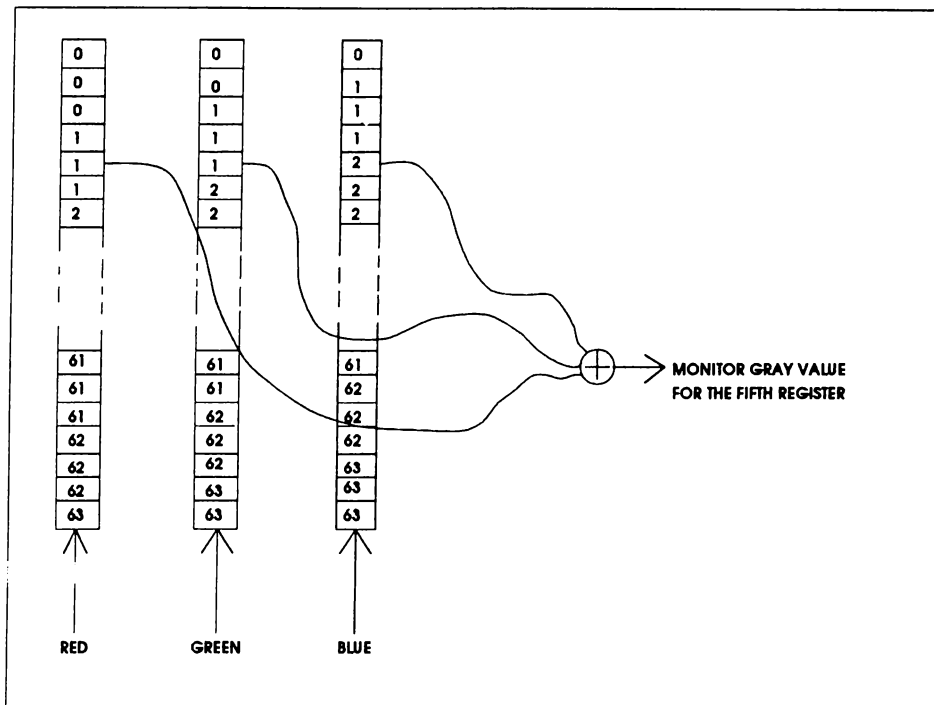 0 0 0
0 0 1
0 1 1
1 1 1
1 1 2
1 2 2
2 2 2
61 61 61
61 61 62
61 62 62
62 62 62
62 62 63
62 63 63
63 63 63
MONITOR GRAY VALUE
FOR THE FIFTH REGISTER
RED GREEN BLUE